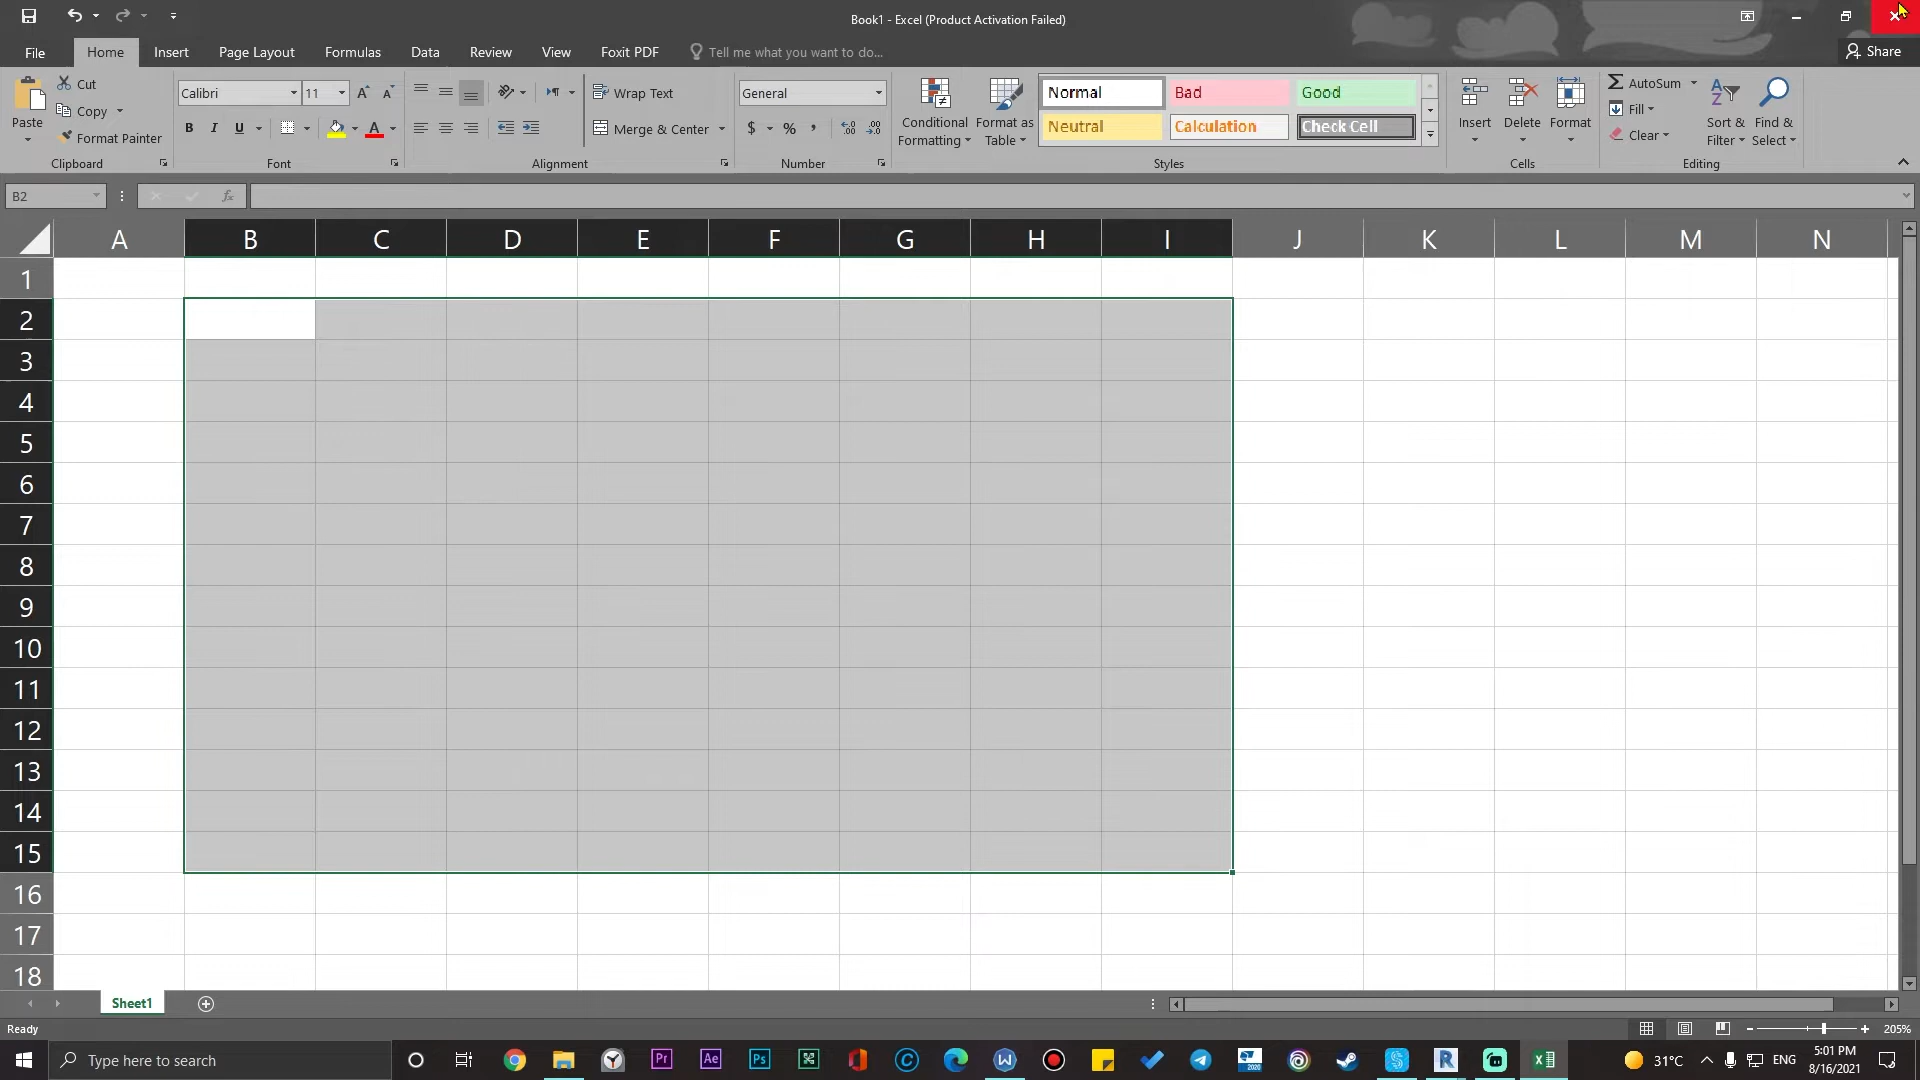 Book1 - Excel (Product Activation Failed)
File Home Insert Page Layout Formulas Data Review View Foxit PDF Tell me what you want to do... Share
Cut
Copy
Format Painter
Paste
Clipboard
Calibri 11
B I U
Font
Wrap Text
Merge & Center
Alignment
General
$ % ,
Number
Conditional Formatting
Format as Table
Normal Bad Good
Neutral Calculation Check Cell
Styles
Insert Delete Format
Cells
AutoSum
Fill
Clear
Sort & Filter
Find & Select
Editing
B2 fx
A B C D E F G H I J K L M N
1
2
3
4
5
6
7
8
9
10
11
12
13
14
15
16
17
18
Sheet1
Ready 205%
Type here to search
31°C ENG 5:01 PM
8/16/2021